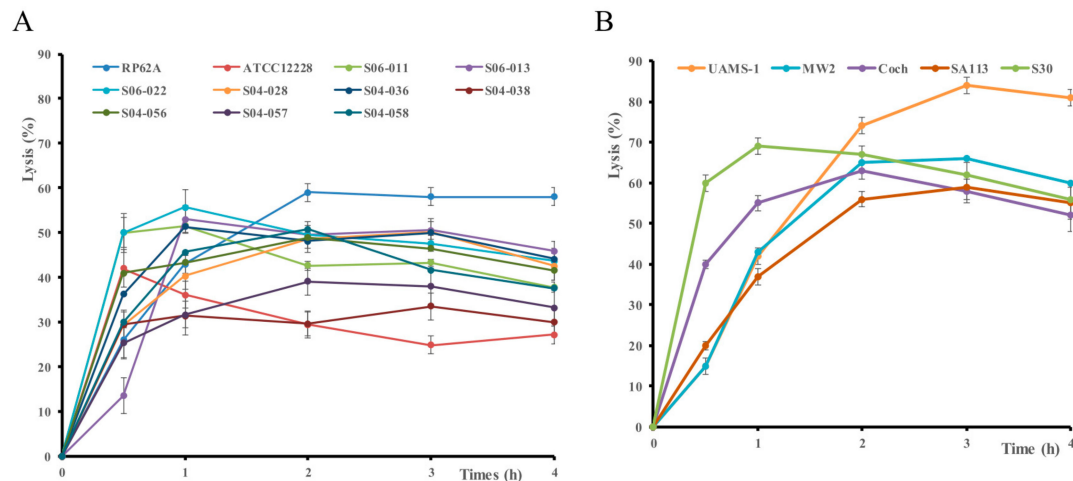 A
RP62A ATCC12228 S06-011 S06-013
S06-022 S04-028 S04-036 S04-038
S04-056 S04-057 S04-058
Lysis (%)
90
80
70
60
50
40
30
20
10
0
0 1 2 3 4
Times (h)
B
UAMS-1 MW2 Coch SA113 S30
Lysis (%)
90
80
70
60
50
40
30
20
10
0
0 1 2 3 4
Time (h)